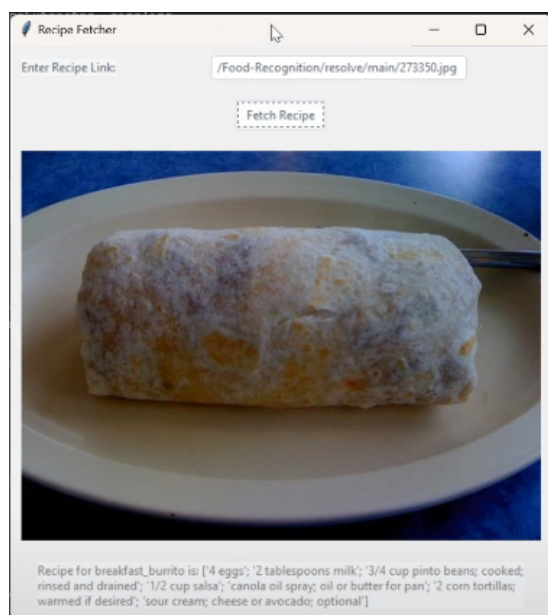 Recipe Fetcher
Enter Recipe Link: /Food-Recognition/resolve/main/273350.jpg
Fetch Recipe
Recipe for breakfast_burrito is: ['4 eggs'; '2 tablespoons milk'; '3/4 cup pinto beans; cooked;
rinsed and drained'; '1/2 cup salsa'; 'canola oil spray; oil or butter for pan'; '2 corn tortillas;
warmed if desired'; 'sour cream; cheese or avocado; optional']